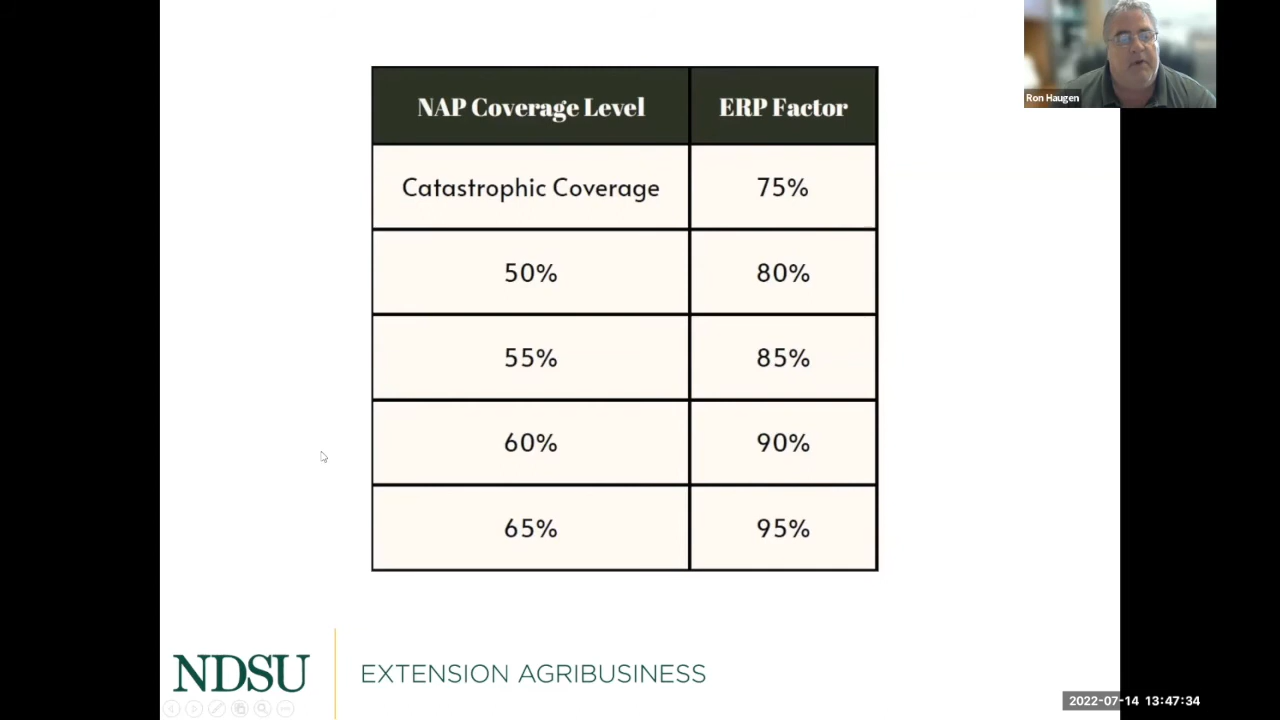 Ron Haugen
NAP Coverage Level ERP Factor
Catastrophic Coverage 75%
50% 80%
55% 85%
60% 90%
65% 95%
NDSU EXTENSION AGRIBUSINESS
2022-07-14 13:47:34